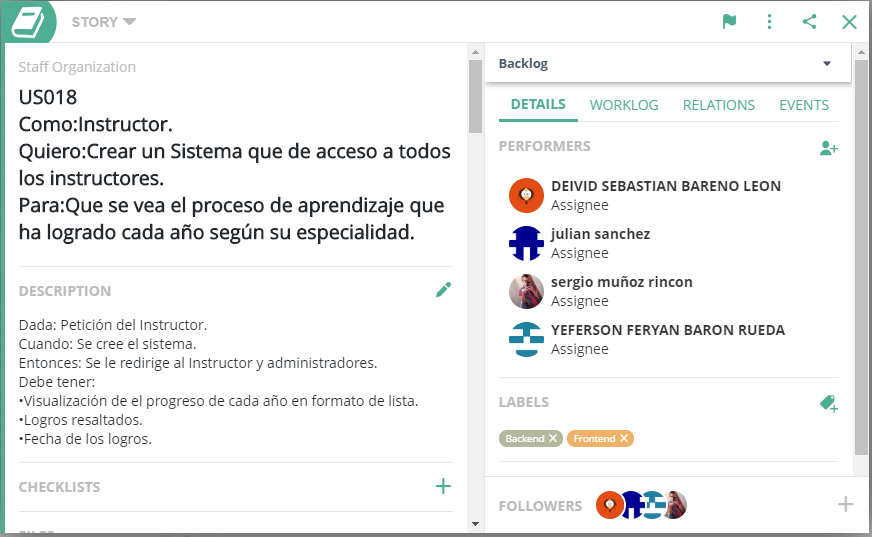 STORY
Staff Organization
US018
Como:Instructor.
Quiero:Crear un Sistema que de acceso a todos
los instructores.
Para:Que se vea el proceso de aprendizaje que
ha logrado cada año según su especialidad.
DESCRIPTION
Dada: Petición del Instructor.
Cuando: Se cree el sistema.
Entonces: Se le redirige al Instructor y administradores.
Debe tener:
•Visualización de el progreso de cada año en formato de lista.
•Logros resaltados.
•Fecha de los logros.
CHECKLISTS
Backlog
DETAILS WORKLOG RELATIONS EVENTS
PERFORMERS
DEIVID SEBASTIAN BARENO LEON
Assignee
julian sanchez
Assignee
sergio muñoz rincon
Assignee
YEFERSON FERYAN BARON RUEDA
Assignee
LABELS
Backend Frontend
FOLLOWERS